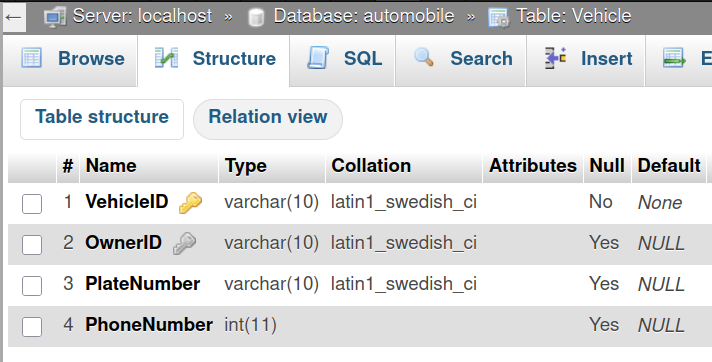 ← Server: localhost » Database: automobile » Table: Vehicle
Browse Structure SQL Search Insert E
Table structure Relation view
# Name Type Collation Attributes Null Default
1 VehicleID varchar(10) latin1_swedish_ci No None
2 OwnerID varchar(10) latin1_swedish_ci Yes NULL
3 PlateNumber varchar(10) latin1_swedish_ci Yes NULL
4 PhoneNumber int(11) Yes NULL